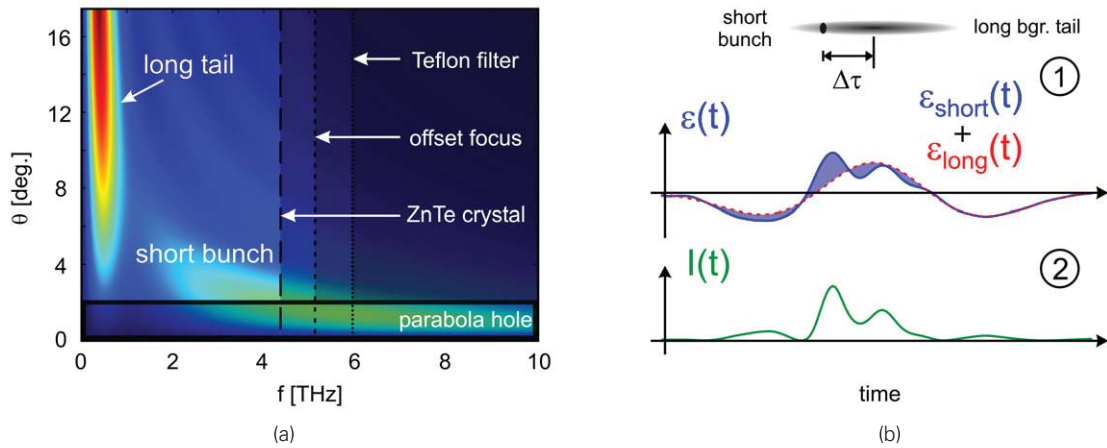 16
12
8
4
0
θ [deg.]
long tail
short bunch
Teflon filter
offset focus
ZnTe crystal
parabola hole
0 2 4 6 8 10
f [THz]
(a)
short
bunch
long bgr. tail
Δτ
1
ε(t)
εshort(t)
+
εlong(t)
2
I(t)
time
(b)